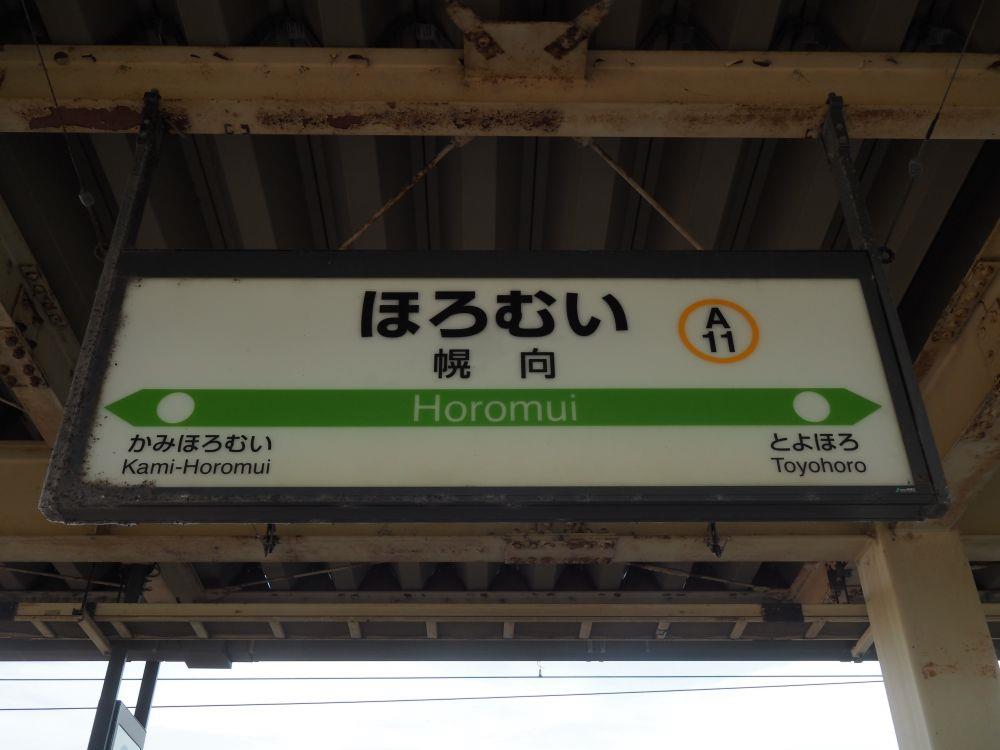 ほろむい
A
11
幌 向
Horomui
かみほろむい
Kami-Horomui
とよほろ
Toyohoro